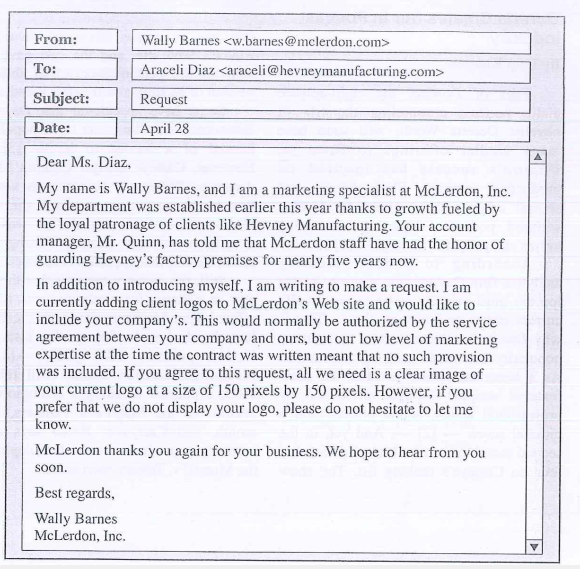 From: Wally Barnes <w.barnes@mclerdon.com>
To: Araceli Diaz <araceli@hevneymanufacturing.com>
Subject: Request
Date: April 28
Dear Ms. Diaz,
My name is Wally Barnes, and I am a marketing specialist at McLerdon, Inc.
My department was established earlier this year thanks to growth fueled by
the loyal patronage of clients like Hevney Manufacturing. Your account
manager, Mr. Quinn, has told me that McLerdon staff have had the honor of
guarding Hevney's factory premises for nearly five years now.
In addition to introducing myself, I am writing to make a request. I am
currently adding client logos to McLerdon's Web site and would like to
include your company's. This would normally be authorized by the service
agreement between your company and ours, but our low level of marketing
expertise at the time the contract was written meant that no such provision
was included. If you agree to this request, all we need is a clear image of
your current logo at a size of 150 pixels by 150 pixels. However, if you
prefer that we do not display your logo, please do not hesitate to let me
know.
McLerdon thanks you again for your business. We hope to hear from you
soon.
Best regards,
Wally Barnes
McLerdon, Inc.